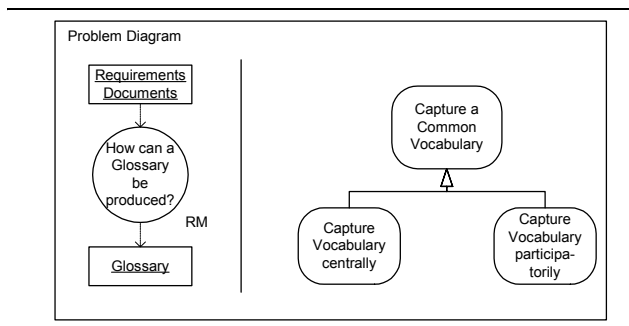 Problem Diagram
Requirements
Documents
How can a
Glossary
be
produced?
RM
Glossary
Capture a
Common
Vocabulary
Capture
Vocabulary
centrally
Capture
Vocabulary
participa-
torily